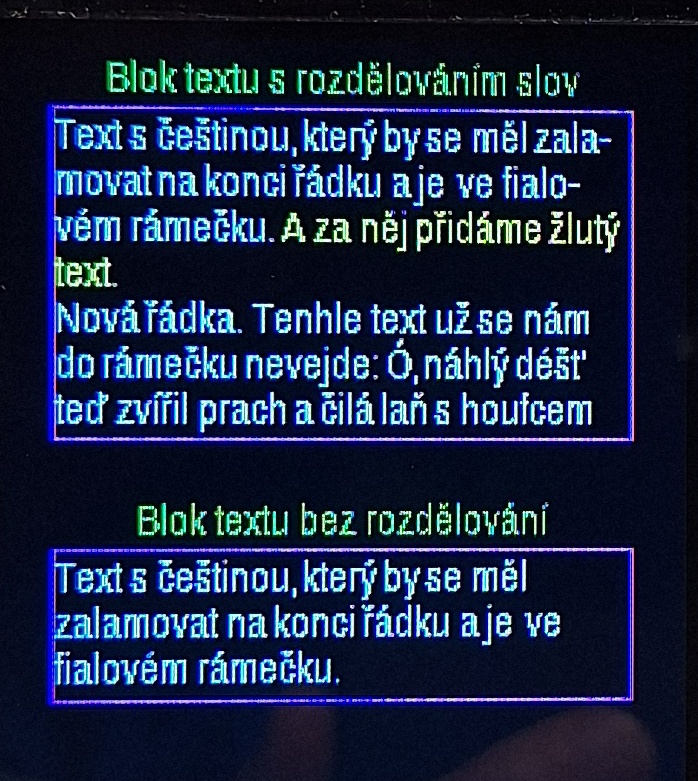 Blok textu s rozdělováním slov
Text s češtinou, který by se měl zala-
movat na konci řádku a je ve fialo-
vém rámečku. A za něj přidáme žlutý
text.
Nová řádka. Tenhle text už se nám
do rámečku nevejde: Ó, náhlý déšť
teď zvířil prach a čilá laň s houfcem
Blok textu bez rozdělování
Text s češtinou, který by se měl
zalamovat na konci řádku a je ve
fialovém rámečku.